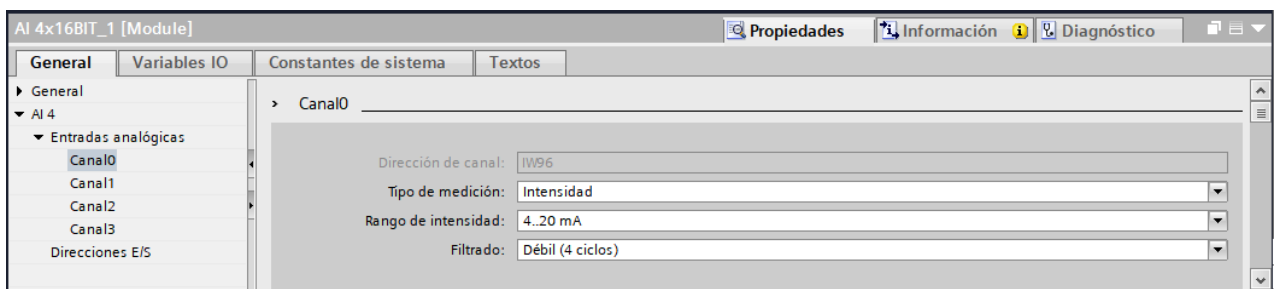 AI 4x16BIT_1 [Module] Propiedades Información Diagnóstico
General Variables IO Constantes de sistema Textos
General
AI 4
Entradas analógicas
Canal0
Canal1
Canal2
Canal3
Direcciones E/S
Canal0
Dirección de canal: IW96
Tipo de medición: Intensidad
Rango de intensidad: 4..20 mA
Filtrado: Débil (4 ciclos)